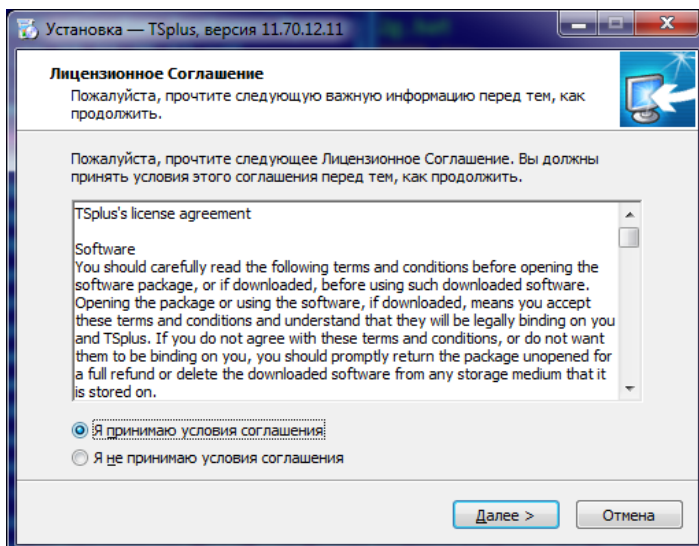 Установка — TSplus, версия 11.70.12.11
Лицензионное Соглашение
Пожалуйста, прочтите следующую важную информацию перед тем, как
продолжить.
Пожалуйста, прочтите следующее Лицензионное Соглашение. Вы должны
принять условия этого соглашения перед тем, как продолжить.
TSplus's license agreement
Software
You should carefully read the following terms and conditions before opening the
software package, or if downloaded, before using such downloaded software.
Opening the package or using the software, if downloaded, means you accept
these terms and conditions and understand that they will be legally binding on you
and TSplus. If you do not agree with these terms and conditions, or do not want
them to be binding on you, you should promptly return the package unopened for
a full refund or delete the downloaded software from any storage medium that it
is stored on.
Я принимаю условия соглашения
Я не принимаю условия соглашения
Далее >
Отмена